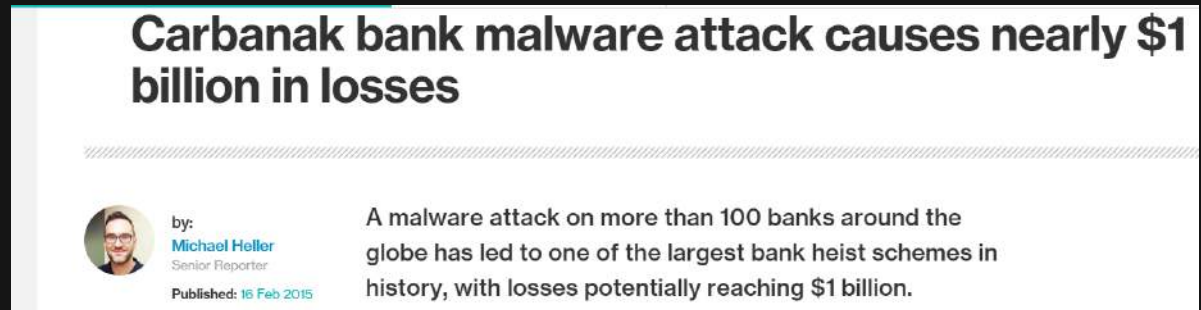 Carbanak bank malware attack causes nearly $1
billion in losses
by:
Michael Heller
Senior Reporter
Published: 16 Feb 2015
A malware attack on more than 100 banks around the
globe has led to one of the largest bank heist schemes in
history, with losses potentially reaching $1 billion.